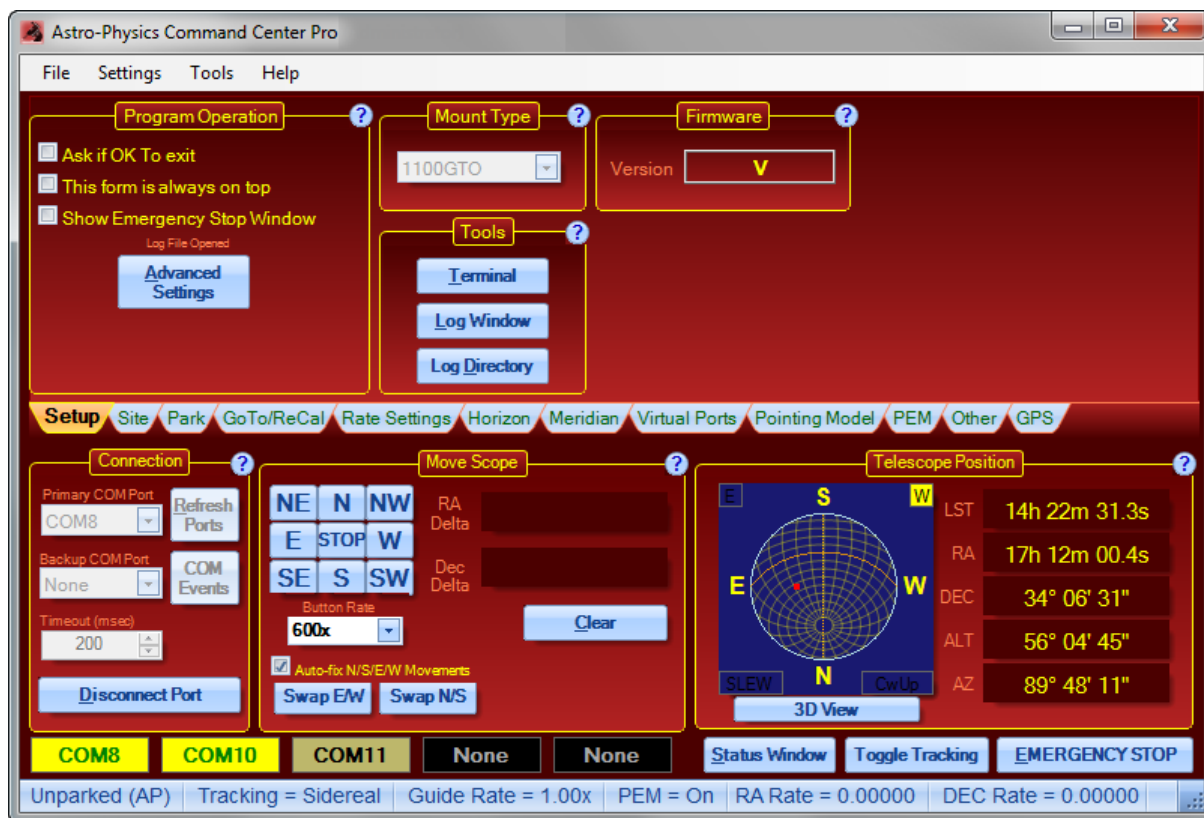 Astro-Physics Command Center Pro
File Settings Tools Help
Program Operation
?
Ask if OK To exit
This form is always on top
Show Emergency Stop Window
Log File Opened
Advanced
Settings
Mount Type
?
1100GTO
Firmware
?
Version V
Tools
?
Terminal
Log Window
Log Directory
Setup Site Park GoTo/ReCal Rate Settings Horizon Meridian Virtual Ports Pointing Model PEM Other GPS
Connection
?
Primary COM Port
COM8
Refresh
Ports
Backup COM Port
None
COM
Events
Timeout (msec)
200
Disconnect Port
Move Scope
?
NE N NW
E STOP W
SE S SW
Button Rate
600x
Auto-fix N/S/E/W Movements
Swap E/W Swap N/S
RA
Delta
Dec
Delta
Clear
Telescope Position
?
E S W
E W
SLEW N CwUp
3D View
LST 14h 22m 31.3s
RA 17h 12m 00.4s
DEC 34° 06' 31"
ALT 56° 04' 45"
AZ 89° 48' 11"
COM8 COM10 COM11 None None
Status Window Toggle Tracking EMERGENCY STOP
Unparked (AP) Tracking = Sidereal Guide Rate = 1.00x PEM = On RA Rate = 0.00000 DEC Rate = 0.00000